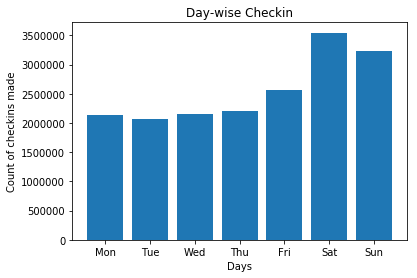 Day-wise Checkin
Count of checkins made
3500000
3000000
2500000
2000000
1500000
1000000
500000
0
Mon Tue Wed Thu Fri Sat Sun
Days